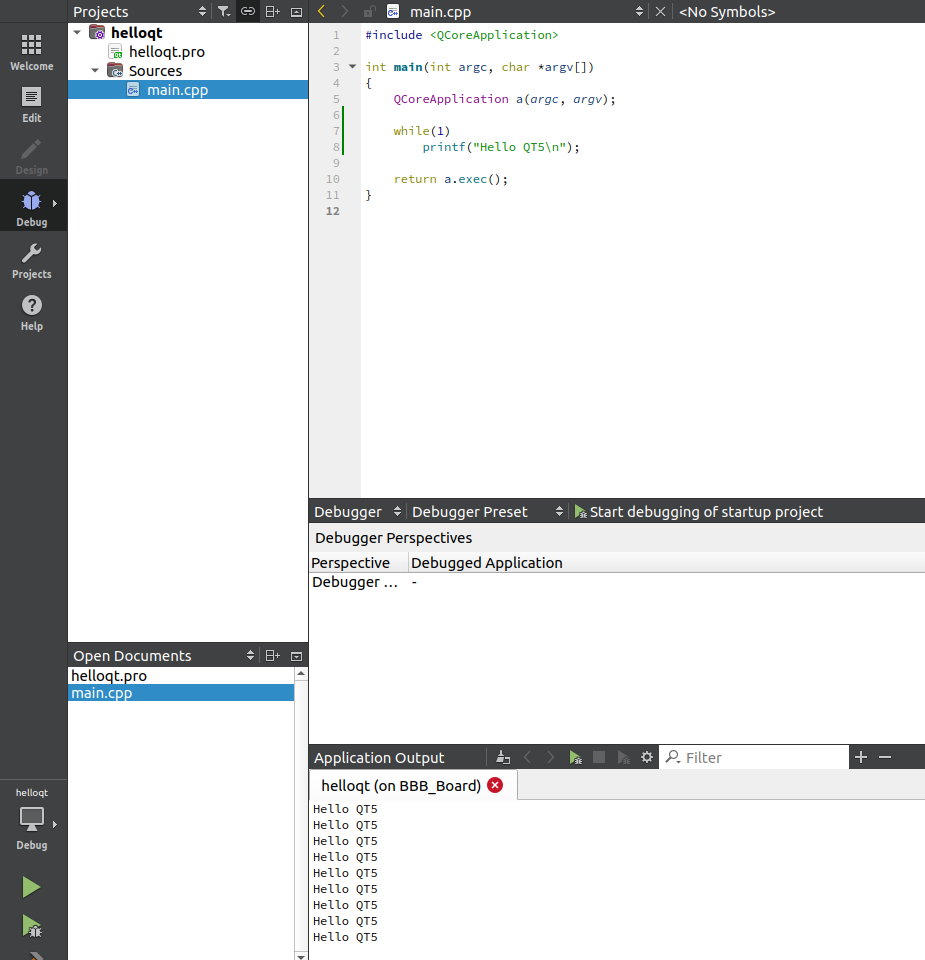 Projects
main.cpp
<No Symbols>
Welcome
Edit
Design
Debug
Projects
Help
helloqt
helloqt.pro
Sources
main.cpp
1 #include <QCoreApplication>
2
3 int main(int argc, char *argv[])
4 {
5 QCoreApplication a(argc, argv);
6
7 while(1)
8 printf("Hello QT5\n");
9
10 return a.exec();
11 }
12
Debugger
Debugger Preset
Start debugging of startup project
Debugger Perspectives
Perspective Debugged Application
Debugger ... -
Open Documents
helloqt.pro
main.cpp
Application Output
Filter
helloqt (on BBB_Board)
Hello QT5
Hello QT5
Hello QT5
Hello QT5
Hello QT5
Hello QT5
Hello QT5
Hello QT5
Hello QT5
helloqt
Debug